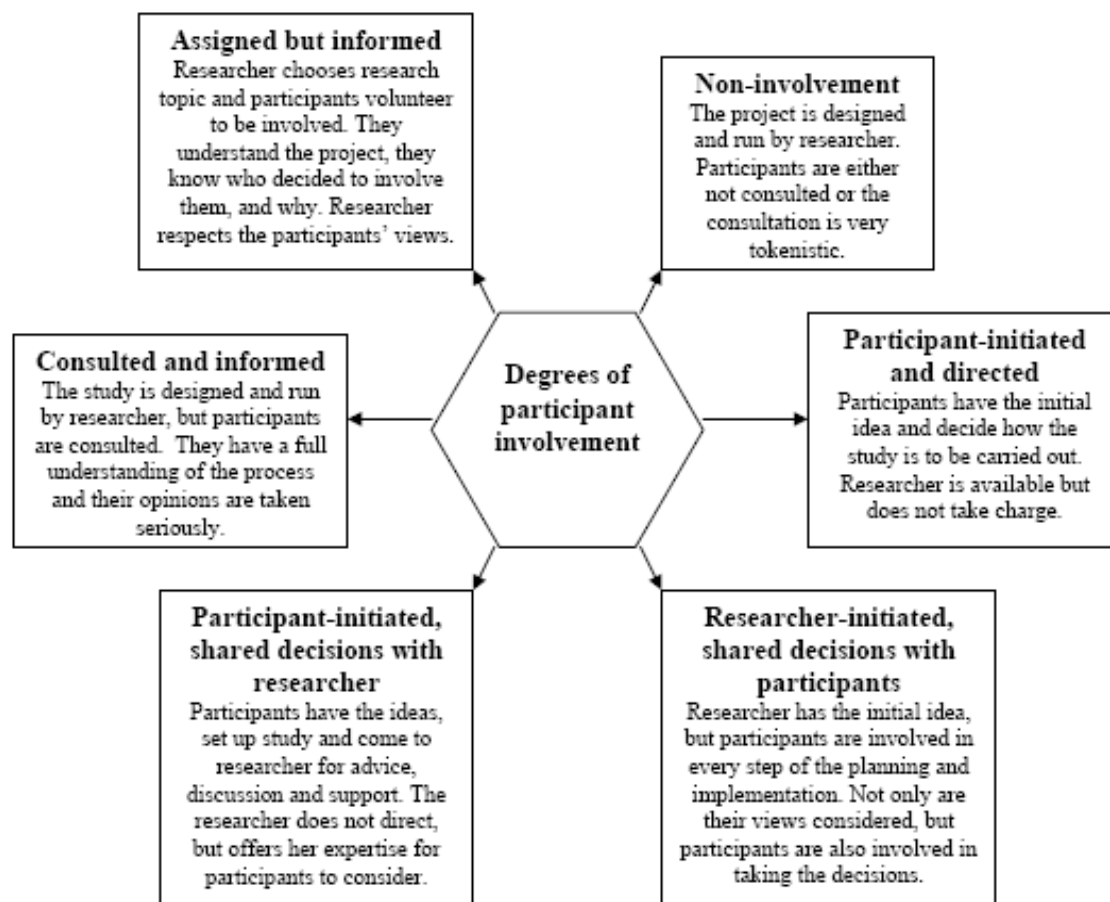 Assigned but informed
Researcher chooses research
topic and participants volunteer
to be involved. They
understand the project, they
know who decided to involve
them, and why. Researcher
respects the participants’ views.
Non-involvement
The project is designed
and run by researcher.
Participants are either
not consulted or the
consultation is very
tokenistic.
Consulted and informed
The study is designed and run
by researcher, but participants
are consulted. They have a full
understanding of the process
and their opinions are taken
seriously.
Degrees of
participant
involvement
Participant-initiated
and directed
Participants have the initial
idea and decide how the
study is to be carried out.
Researcher is available but
does not take charge.
Participant-initiated,
shared decisions with
researcher
Participants have the ideas,
set up study and come to
researcher for advice,
discussion and support. The
researcher does not direct,
but offers her expertise for
participants to consider.
Researcher-initiated,
shared decisions with
participants
Researcher has the initial idea,
but participants are involved in
every step of the planning and
implementation. Not only are
their views considered, but
participants are also involved in
taking the decisions.